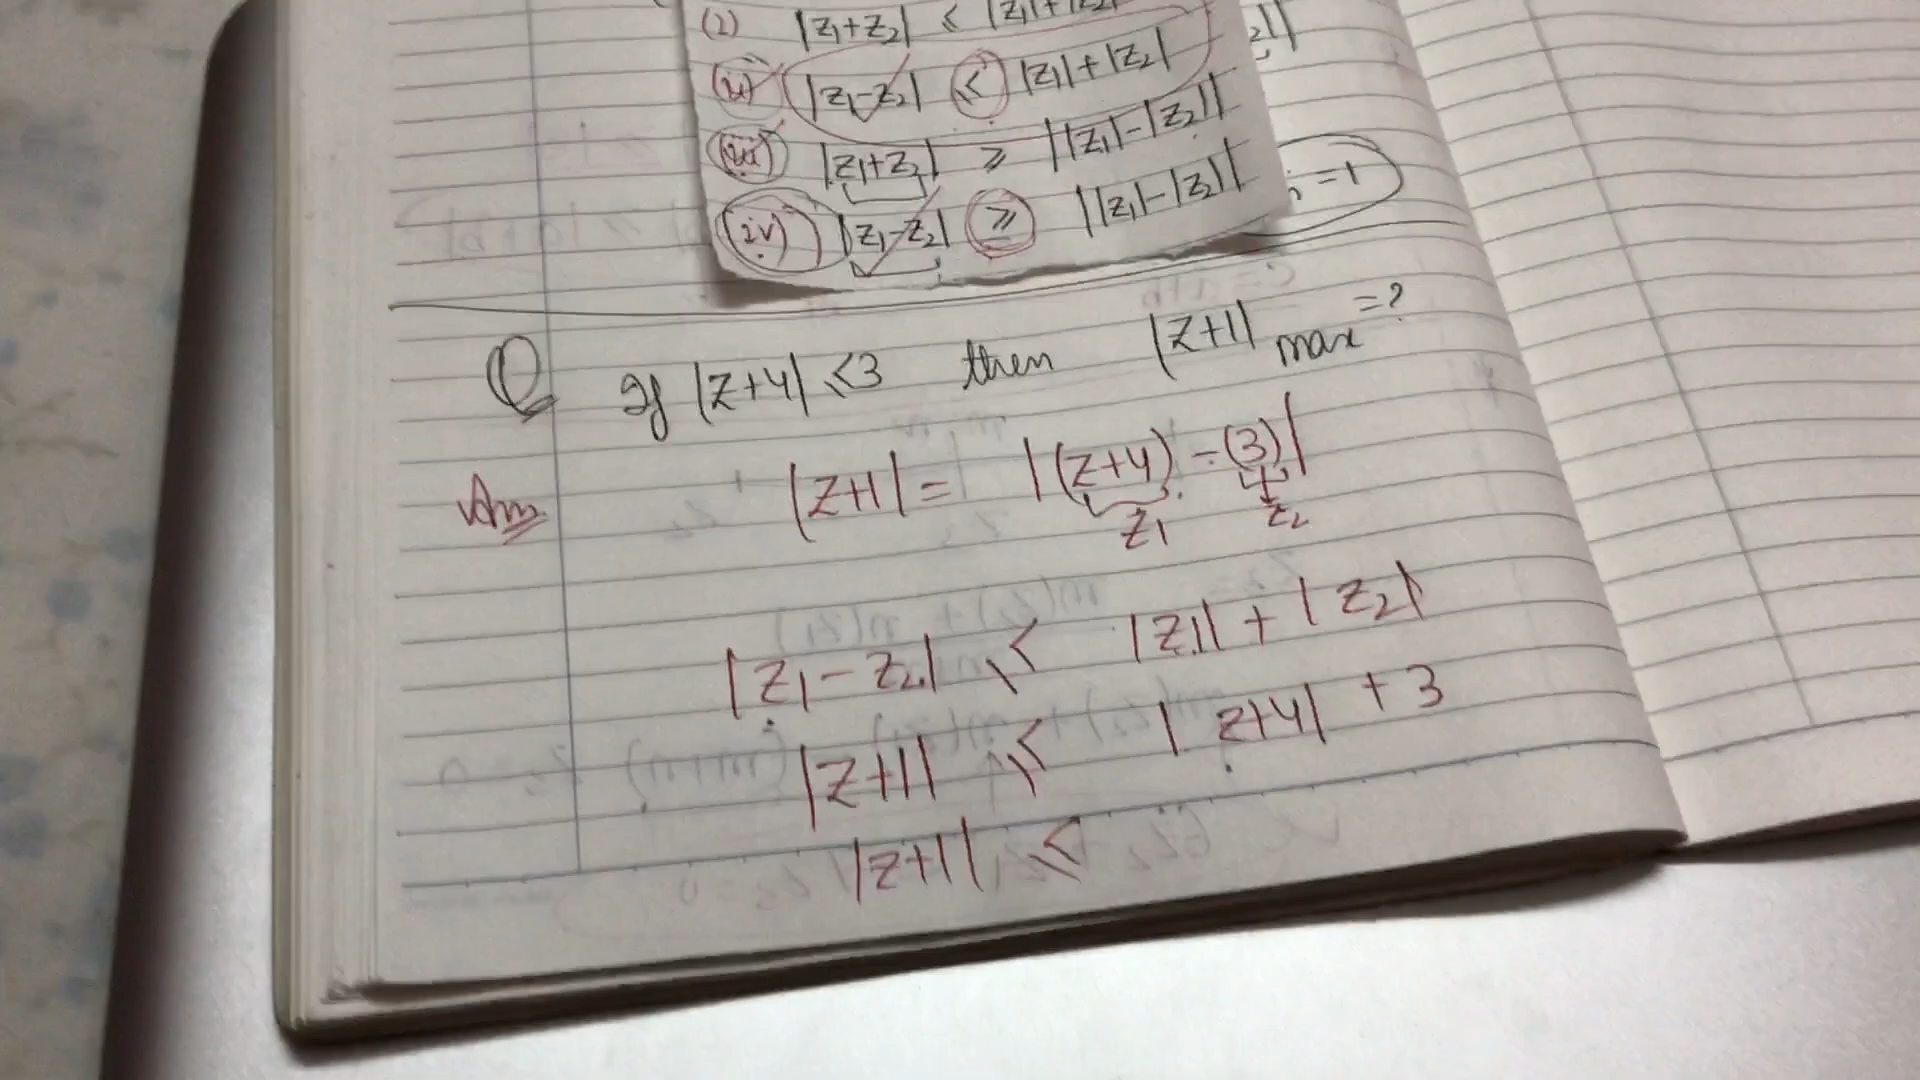 (i) |z₁+z₂| ≤ |z₁|+|z₂|
(ii) |z₁-z₂| ≤ |z₁|+|z₂|
(iii) |z₁+z₂| ≥ ||z₁|-|z₂||
(iv) |z₁-z₂| ≥ ||z₁|-|z₂||
=1
Q If |z+4| ≤3 then |z+1| max =?
Ans |z+1| = |(z+4) - (3)|
z₁ z₂
|z₁-z₂| ≤ |z₁| + |z₂|
|z+1| ≤ |z+4| + 3
|z+1| ≤